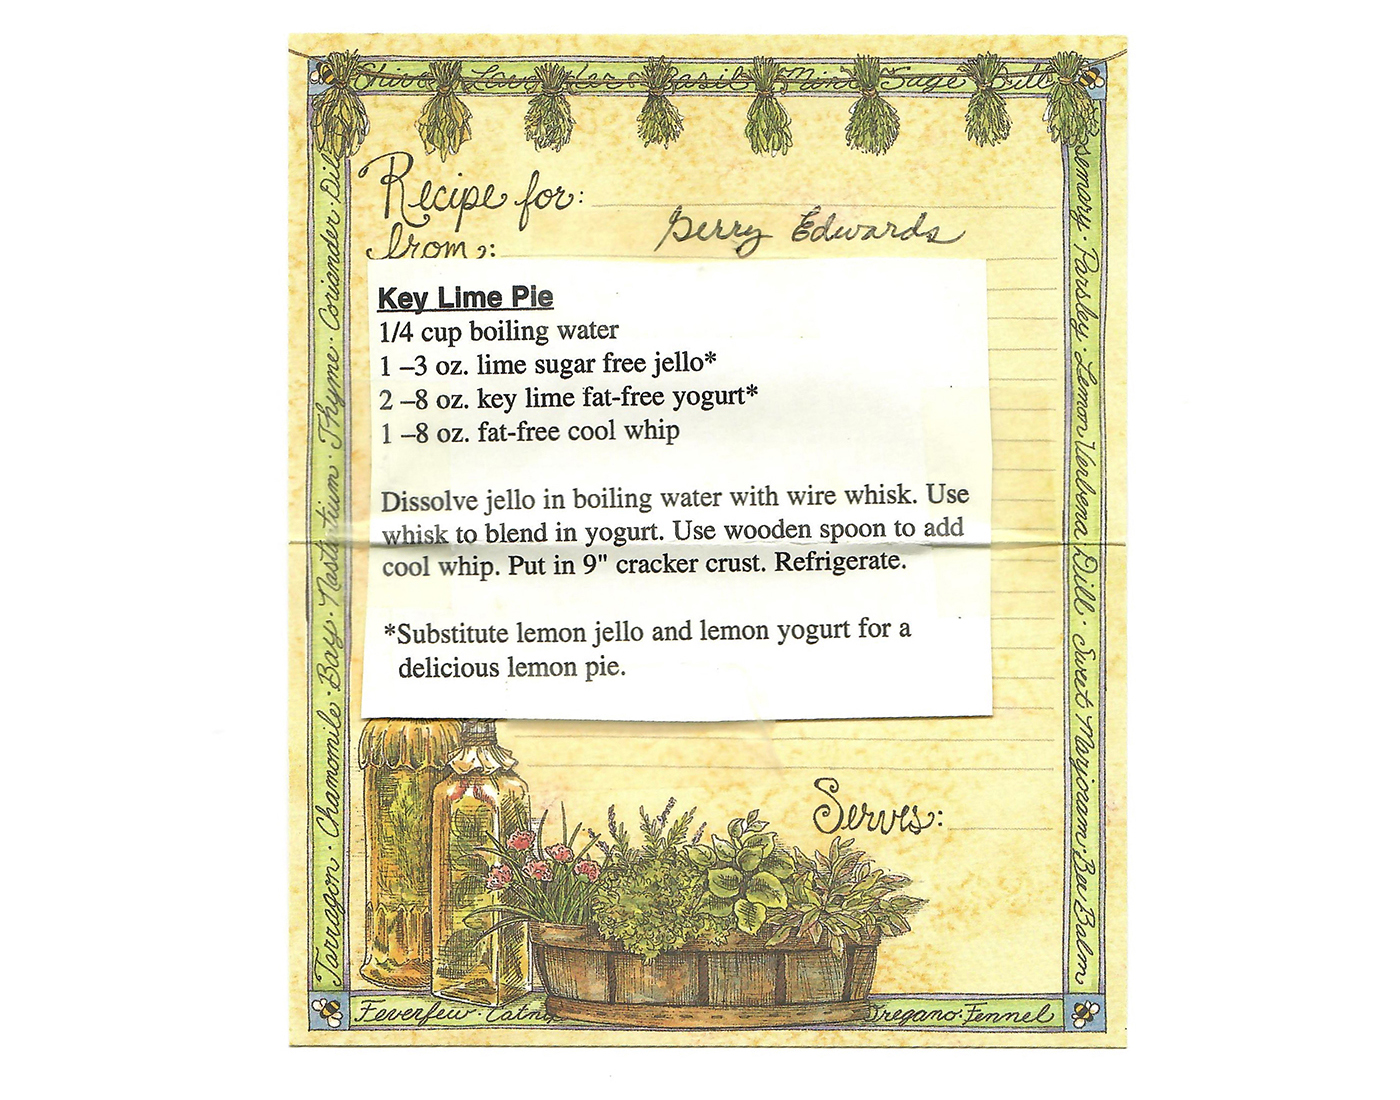 Chive · Lavender · Basil · Mint · Sage · Dill
Recipe for:
Gerry Edwards
from:
Key Lime Pie
1/4 cup boiling water
1 –3 oz. lime sugar free jello*
2 –8 oz. key lime fat-free yogurt*
1 –8 oz. fat-free cool whip
Dissolve jello in boiling water with wire whisk. Use
whisk to blend in yogurt. Use wooden spoon to add
cool whip. Put in 9" cracker crust. Refrigerate.
*Substitute lemon jello and lemon yogurt for a
delicious lemon pie.
Serves:
Tarragon · Chamomile · Bay · Nasturtium · Thyme · Coriander · Dill
Rosemary · Parsley · Lemon Verbena Dill · Sweet Marjoram · Bee Balm
Feverfew · Catnip
Oregano · Fennel